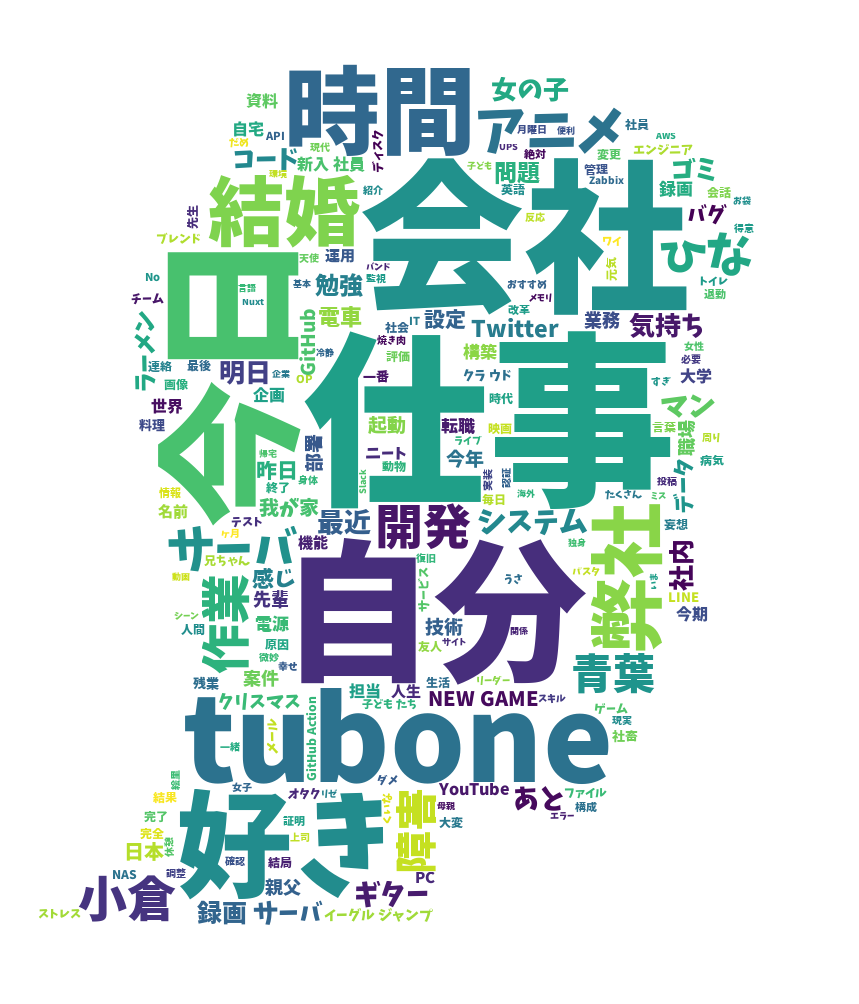 時間
女の子
資料
アニメ
月曜日
便利
社員
自宅
API
だめ
現代
ディスク
UPS
絶対
変更
AWS
エンジニア
コード
新入 社員
環境
紹介
子ども
問題
英語
管理
Zabbix
ゴミ
録画
会話
お袋
結婚
会社
先生
反応
バグ
得意
ブレンド
天使
運用
バンド
監視
ワイ
元気
ひな
トイレ
退勤
No
今日
言語
Nuxt
基本
勉強
おすすめ
メモリ
チーム
電車
社会
IT
設定
改革
Twitter
業務
気持ち
ラーメン
GitHub
冷静
焼き肉
評価
構築
女性
必要
連絡
最後
明日
企業
OP
一番
クラ ウド
すぎ
大学
画像
企画
仕事
時代
世界
料理
起動
転職
映画
マン
言葉
周り
職場
帰宅
部署
ニート
ライブ
動物
今年
実装
認証
昨日
身体
Slack
データ
病気
終了
情報
毎日
海外
たくさん
投稿
ミス
名前
我が家
テスト
最近
開発
システム
妄想
サーバ
ヶ月
機能
独身
弊社
社内
兄ちゃん
復旧
動画
感じ
サービス
うさ
パスタ
いま
LINE
作業
先輩
自分
シーン
今期
人間
電源
技術
関係
原因
友人
サイト
微妙
幸せ
青葉
残業
案件
担当
人生
生活
リーダー
クリスマス
子ども たち
NEW GAME
スキル
ゲーム
現実
tubone
一緒
メール
GitHub Action
社畜
絵里
女子
ダメ
オタク
リゼ
YouTube
あと
ファイル
結果
好き
障害
母親
構成
完了
証明
大変
エラー
完全
上司
日本
休憩
確認
結局
NAS
調整
親父
PC
ストレス
小倉
録画 サーバ
ギター
イーグル ジャンプ